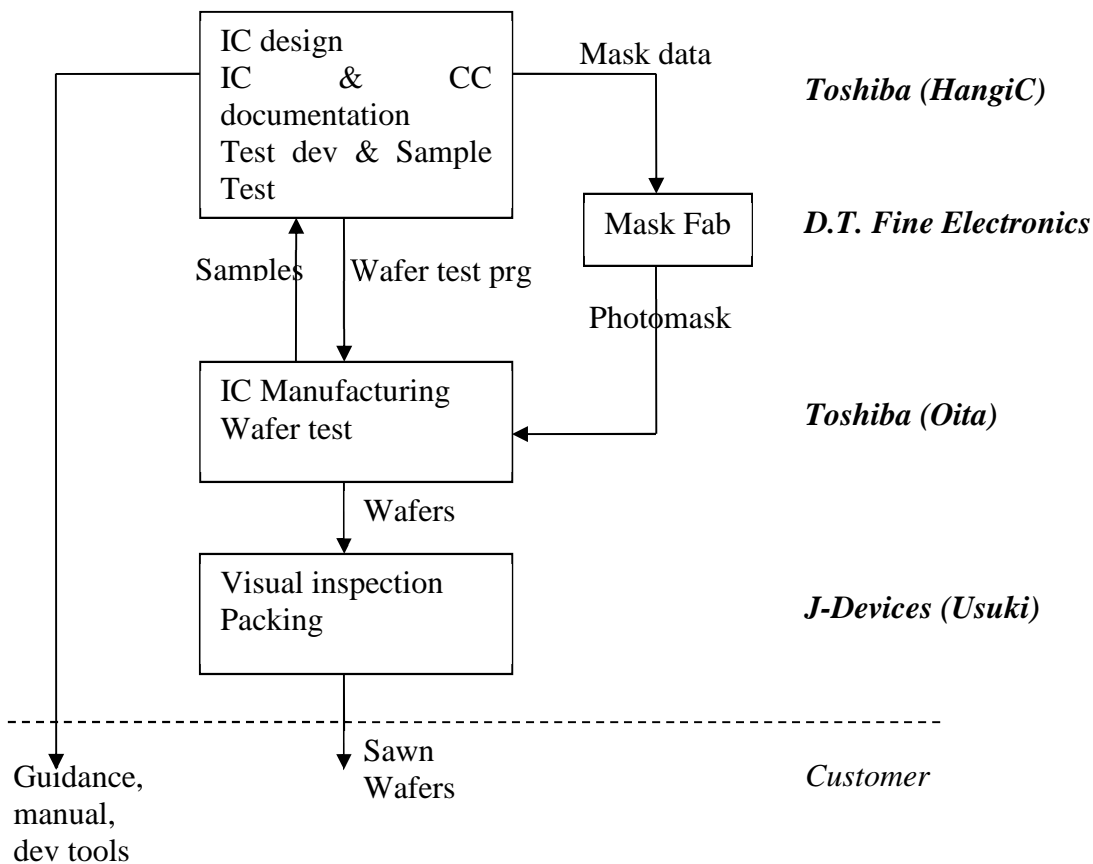 IC design
IC & CC
documentation
Test dev & Sample
Test
Mask data
Toshiba (HangiC)
Mask Fab
D.T. Fine Electronics
Samples
Wafer test prg
Photomask
IC Manufacturing
Wafer test
Toshiba (Oita)
Wafers
Visual inspection
Packing
J-Devices (Usuki)
Sawn
Wafers
Customer
Guidance,
manual,
dev tools